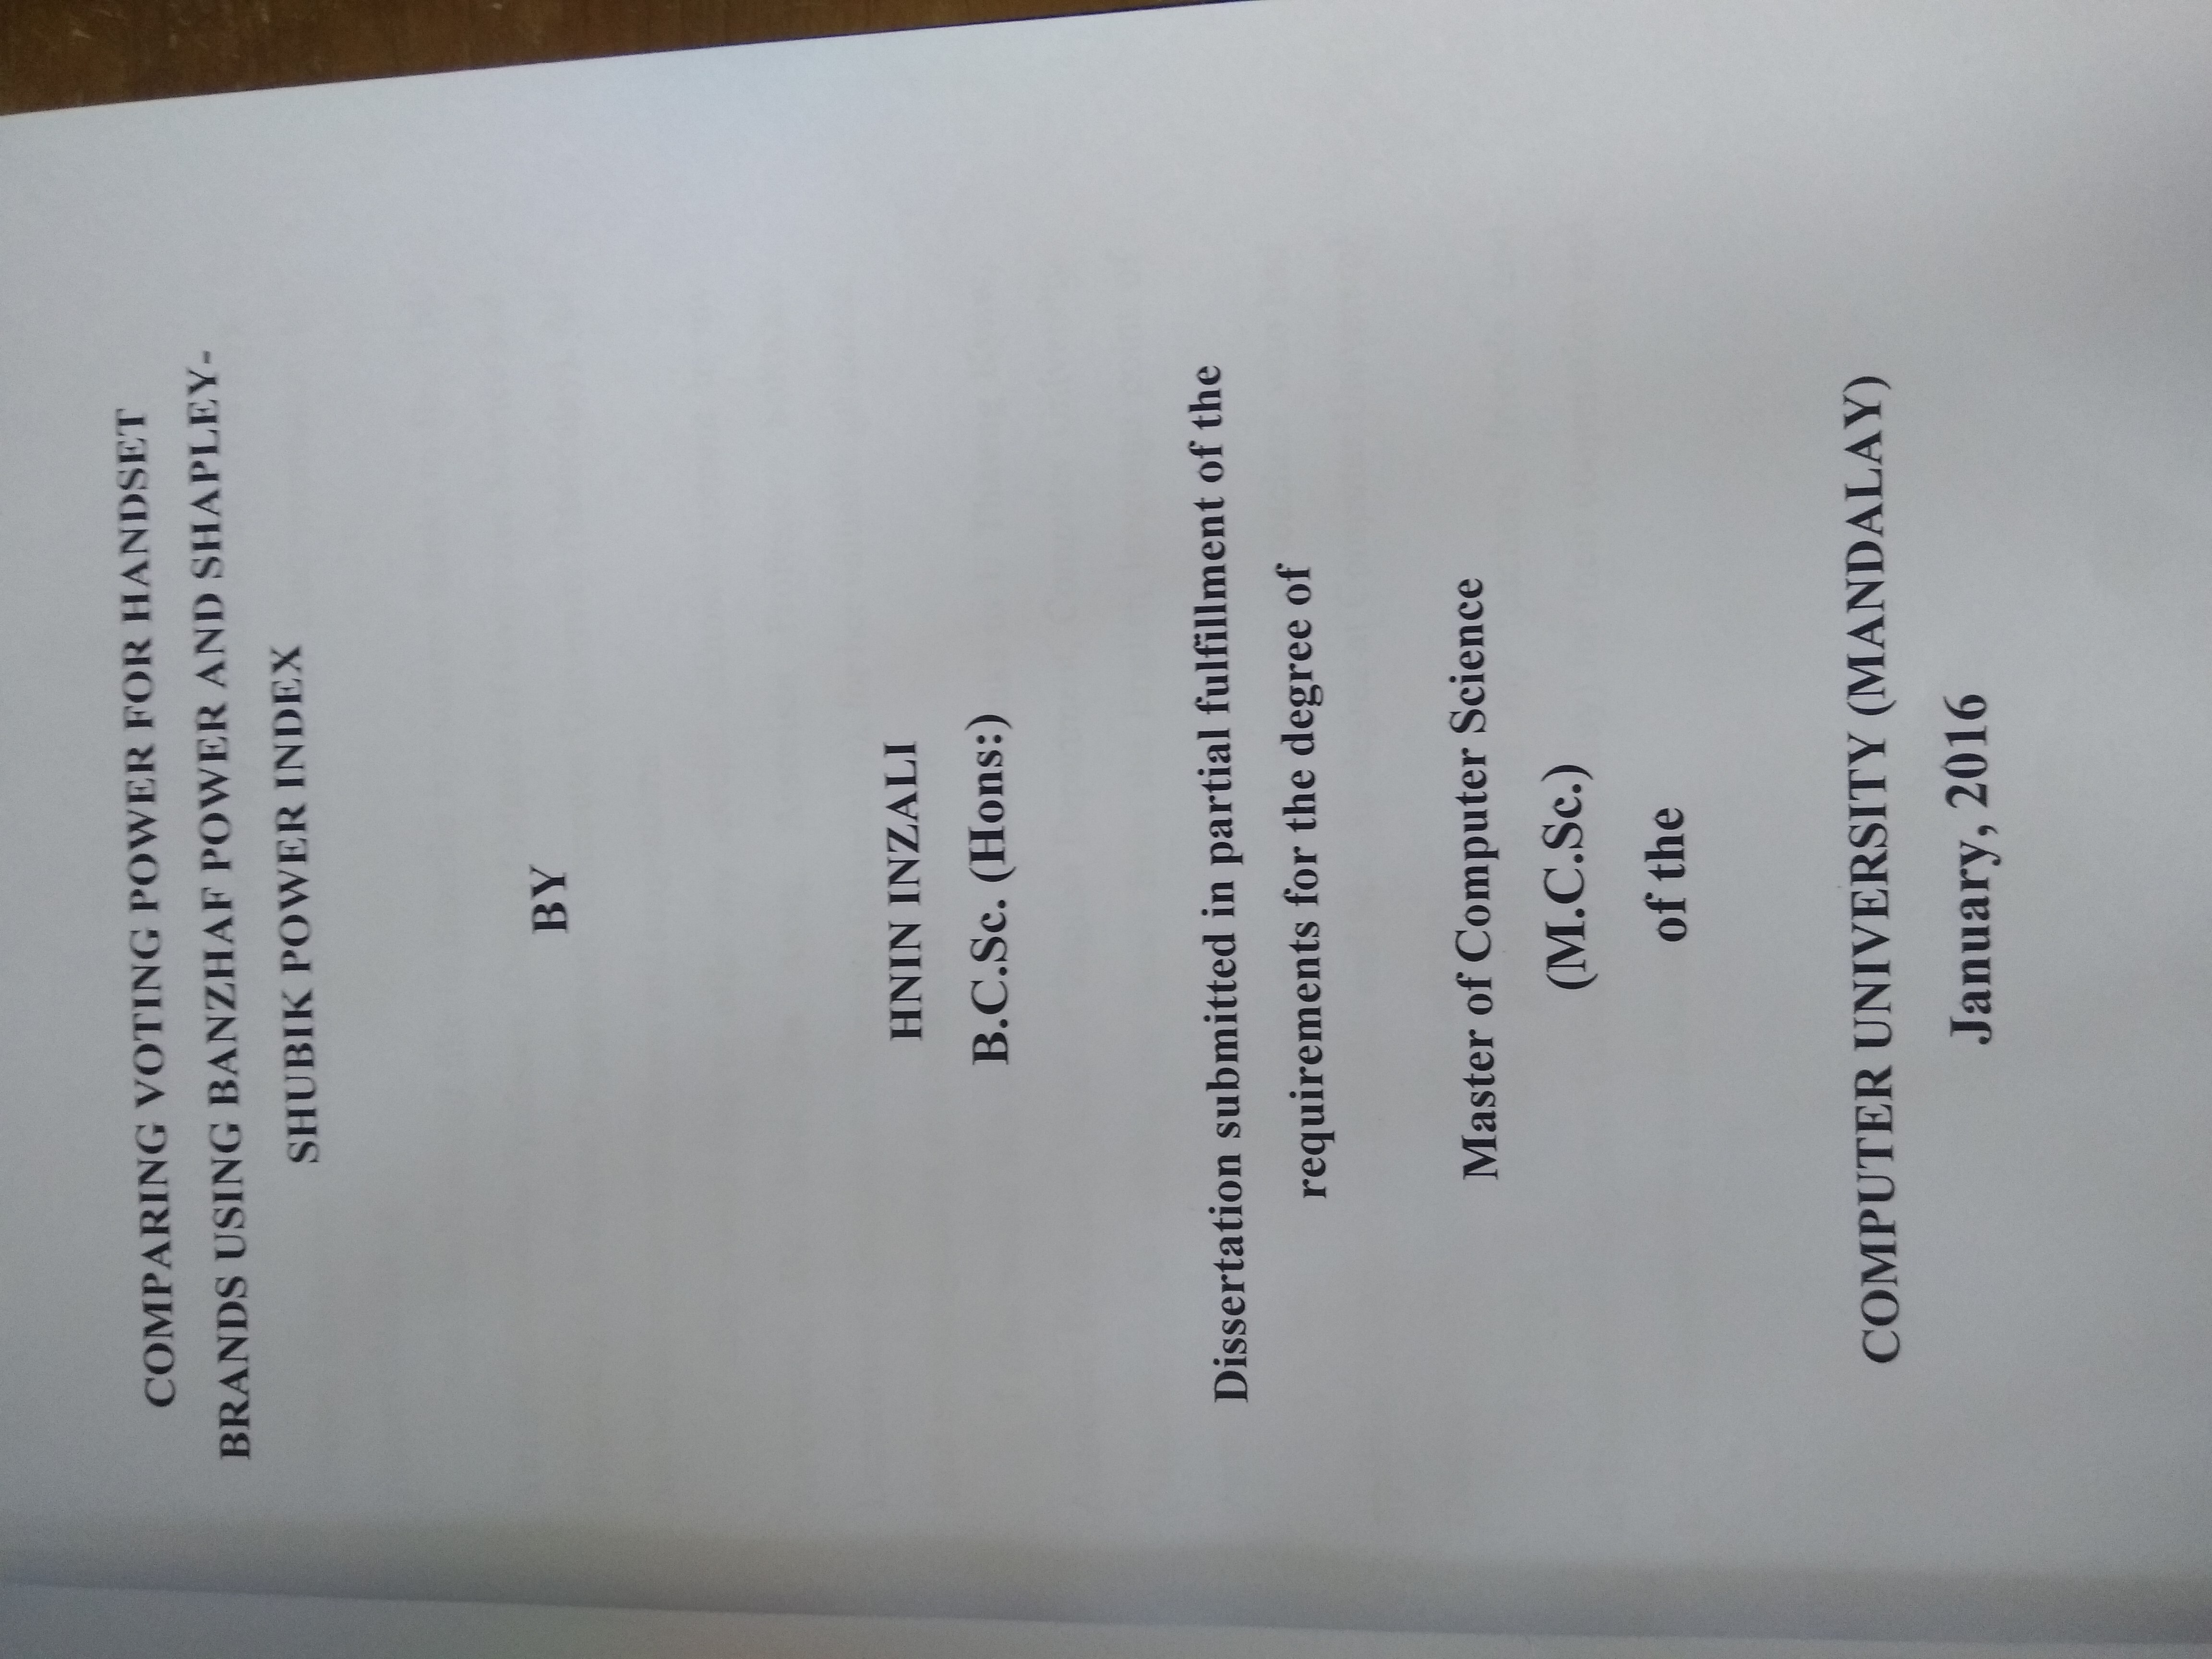 COMPARING VOTING POWER FOR HANDSET
BRANDS USING BANZHAF POWER AND SHAPLEY-
SHUBIK POWER INDEX
BY
HNIN INZALI
B.C.Sc. (Hons:)
Dissertation submitted in partial fulfillment of the
requirements for the degree of
Master of Computer Science
(M.C.Sc.)
of the
COMPUTER UNIVERSITY (MANDALAY)
January, 2016